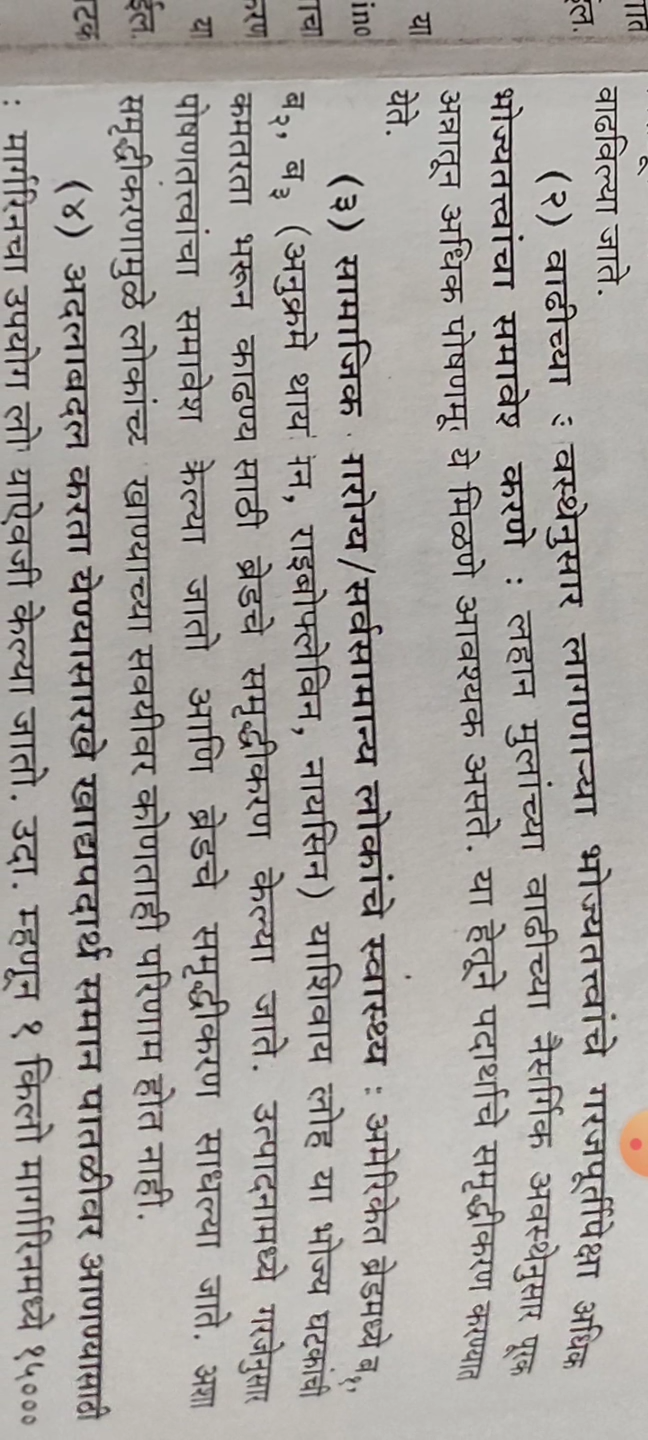 वाढविल्या जाते.
(२) वाढीच्या : वस्थेनुसार लागणाऱ्या भोज्यतत्त्वांचे गरजपूर्तीपेक्षा अधिक
भोज्यतत्त्वांचा समावेश करणे : लहान मुलांच्या वाढीच्या नैसर्गिक अवस्थेनुसार पूरक
अन्नातून अधिक पोषणमू ये मिळणे आवश्यक असते. या हेतूने पदार्थाचे समृद्धीकरण करण्यात
येते.
(३) सामाजिक रारोग्य/सर्वसामान्य लोकांचे स्वांस्थ्य : अमेरिकेत ब्रेडमध्ये ब१,
ब२, ब३ (अनुक्रमे थाय िन, राइबोफ्लेविन, नायसिन) याशिवाय लोह या भोज्य घटकांची
कमतरता भरून काढण्य साठी ब्रेडचे समृद्धीकरण केल्या जाते. उत्पादनामध्ये गरजेनुसार
पोषणतत्त्वांचा समावेश केल्या जातो आणि ब्रेडचे समृद्धीकरण साधल्या जाते. अशा
समृद्धीकरणामुळे लोकांच्य खाण्याच्या सवयीवर कोणताही परिणाम होत नाही.
(४) अदलाबदल करता येण्यासारखे खाद्यपदार्थ समान पातळीवर आणण्यासाठी
: मार्गारिनचा उपयोग लो याऐवजी केल्या जातो. उदा. म्हणून १ किलो मार्गारिनमध्ये १५०००